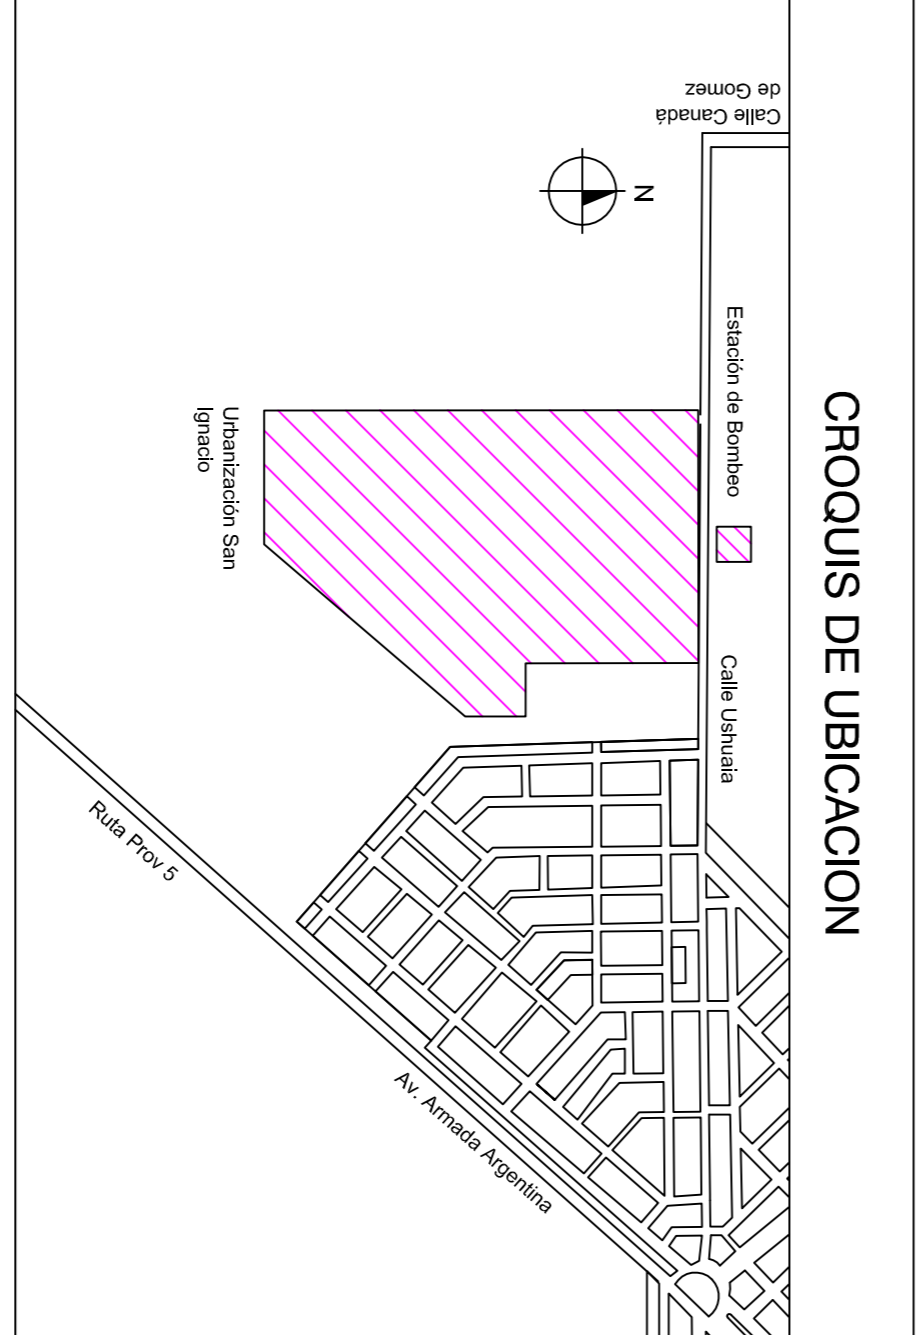 CROQUIS DE UBICACION
Calle Canadá
de Gomez
N
Estación de Bombeo
Calle Ushuaia
Urbanización San
Ignacio
Ruta Prov 5
Av. Armada Argentina